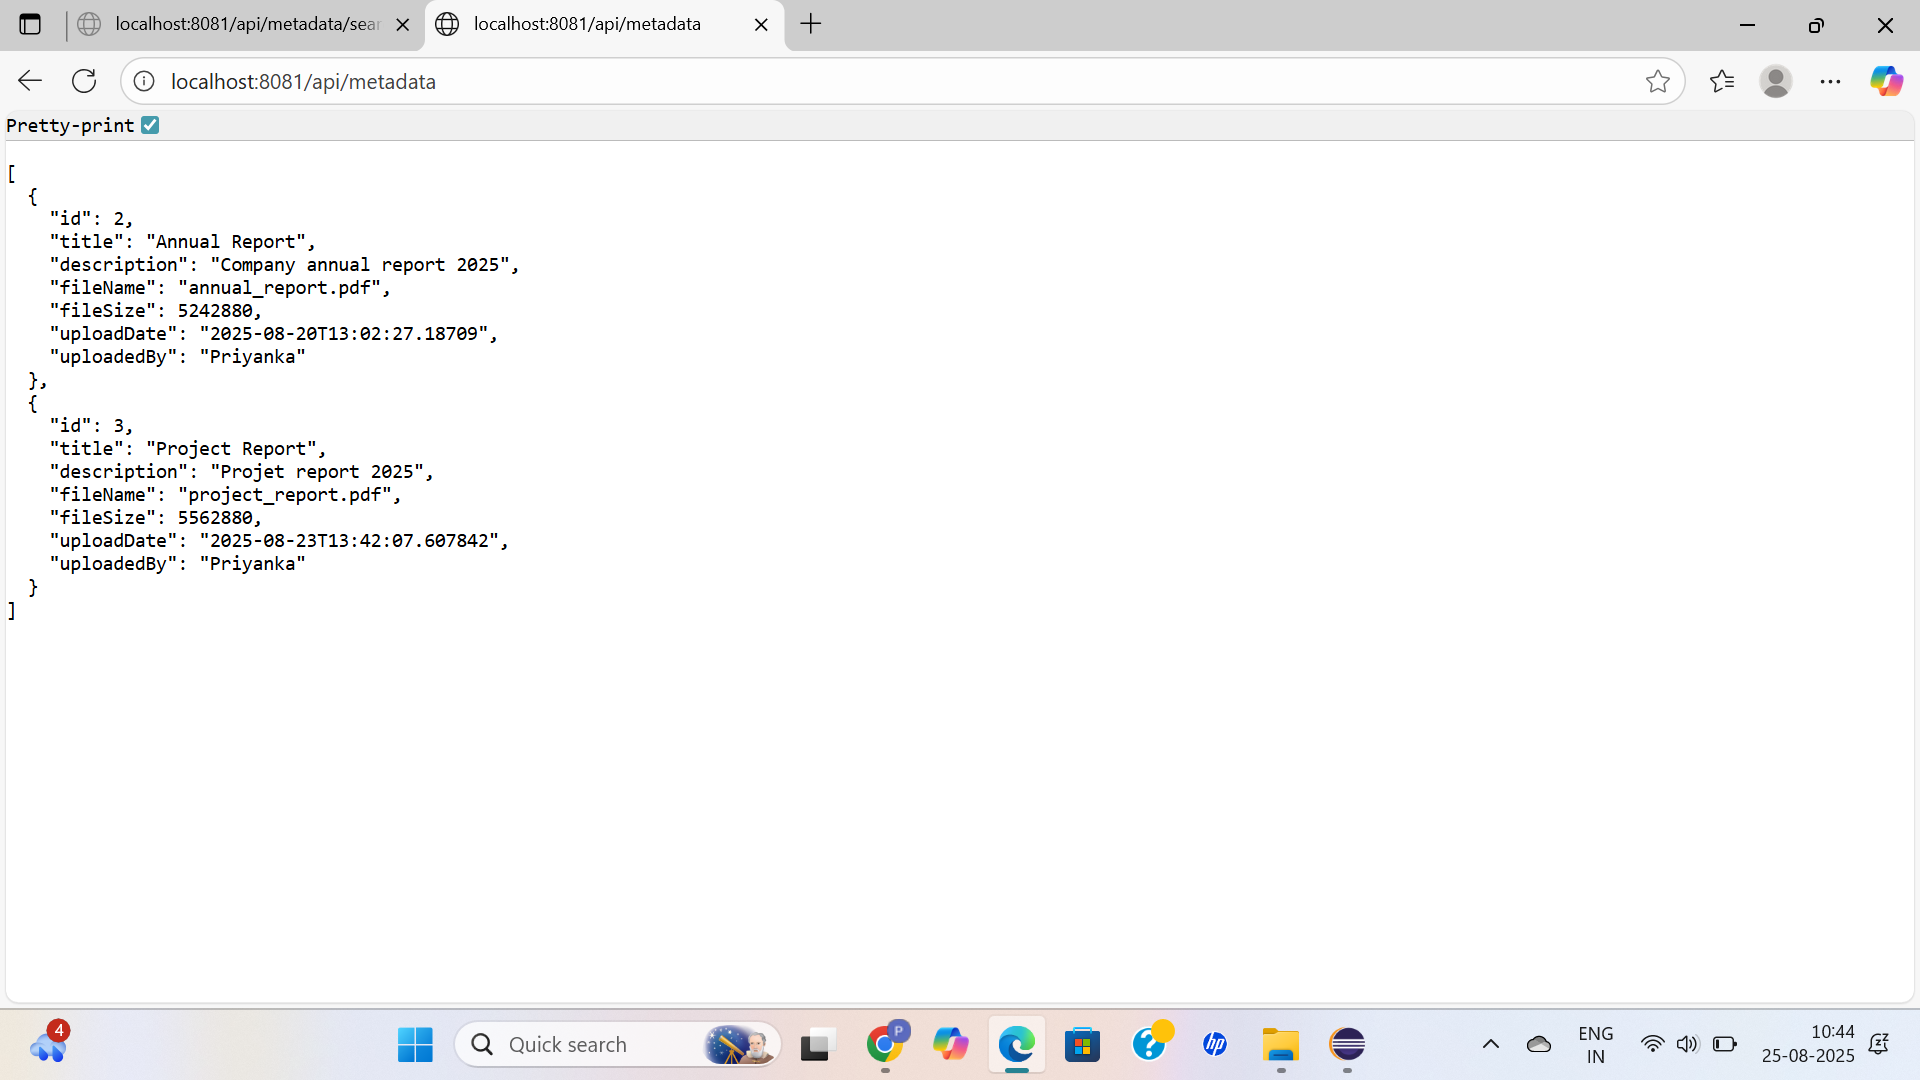 localhost:8081/api/metadata/sear
localhost:8081/api/metadata
localhost:8081/api/metadata
Pretty-print
[
  {
    "id": 2,
    "title": "Annual Report",
    "description": "Company annual report 2025",
    "fileName": "annual_report.pdf",
    "fileSize": 5242880,
    "uploadDate": "2025-08-20T13:02:27.18709",
    "uploadedBy": "Priyanka"
  },
  {
    "id": 3,
    "title": "Project Report",
    "description": "Projet report 2025",
    "fileName": "project_report.pdf",
    "fileSize": 5562880,
    "uploadDate": "2025-08-23T13:42:07.607842",
    "uploadedBy": "Priyanka"
  }
]
4
Quick search
P
hp
ENG
IN
10:44
25-08-2025